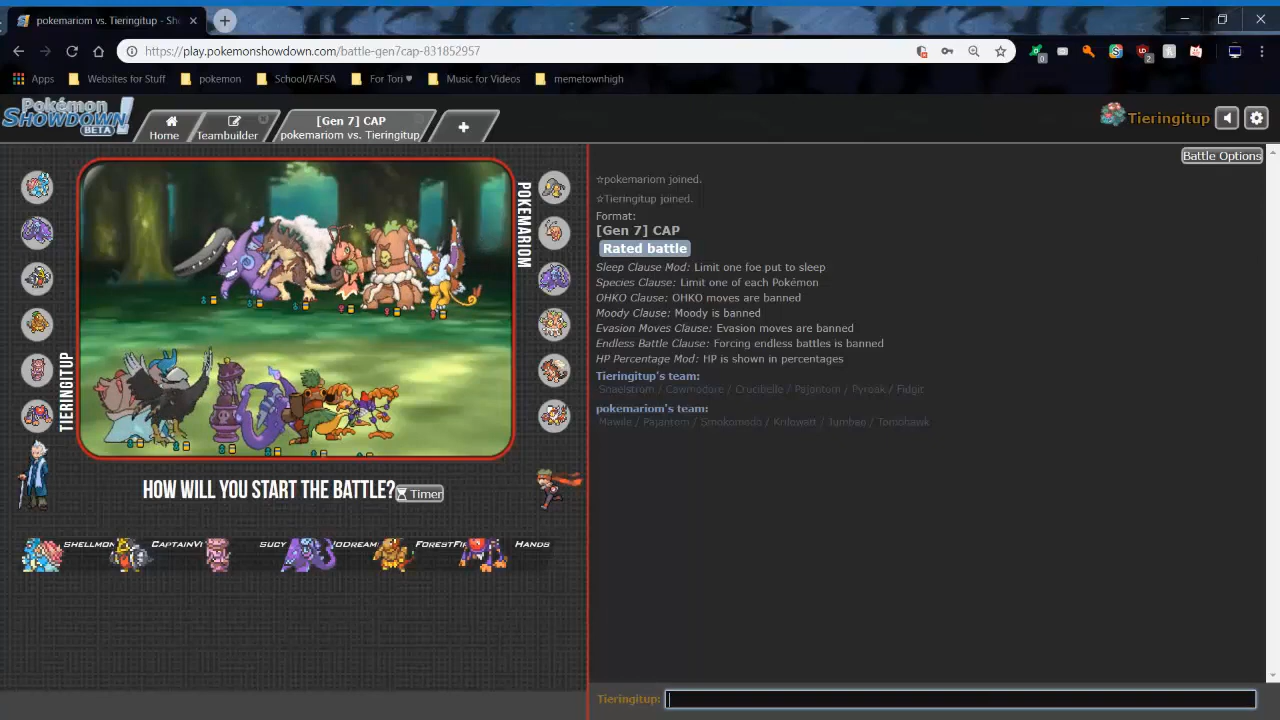 pokemariom vs. Tieringitup - Sh
https://play.pokemonshowdown.com/battle-gen7cap-831852957
0
2
Apps
Websites for Stuff
pokemon
School/FAFSA
For Tori ♥
Music for Videos
memetownhigh
Pokémon
SHOWDOWN!
BETA
Home
Teambuilder
[Gen 7] CAP
pokemariom vs. Tieringitup
Tieringitup
Battle Options
☆pokemariom joined.
☆Tieringitup joined.
Format:
[Gen 7] CAP
Rated battle
Sleep Clause Mod: Limit one foe put to sleep
Species Clause: Limit one of each Pokémon
OHKO Clause: OHKO moves are banned
Moody Clause: Moody is banned
Evasion Moves Clause: Evasion moves are banned
Endless Battle Clause: Forcing endless battles is banned
HP Percentage Mod: HP is shown in percentages
Tieringitup's team:
Snaelstrom / Cawmodore / Crucibelle / Pajantom / Pyroak / Fidgit
pokemariom's team:
Mawile / Pajantom / Smokomodo / Krilowatt / Jumbao / Tomohawk
TIERINGITUP
POKEMARIOM
HOW WILL YOU START THE BATTLE?
Timer
SHELLMON
CAPTAINVI
SUCY
FORESTFI
HANDS
Tieringitup: